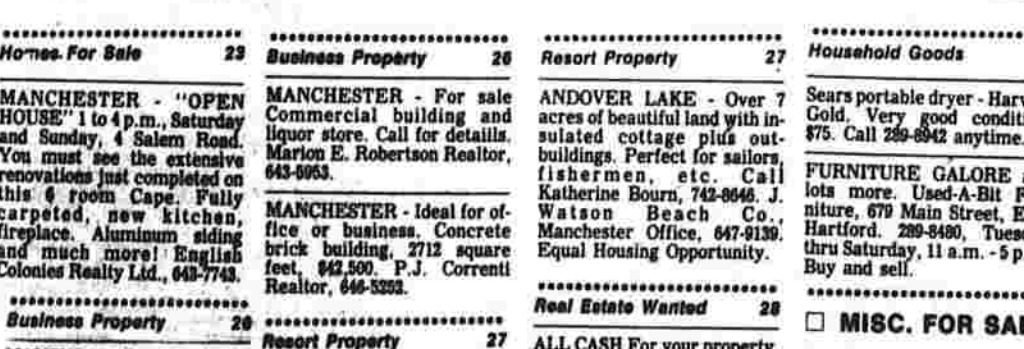 Homes For Sale 23
MANCHESTER - "OPEN
HOUSE" 1 to 4 p.m., Saturday
and Sunday, 4 Salem Road.
You must see the extensive
renovations just completed on
this 6 room Cape. Fully
carpeted, new kitchen,
fireplace. Aluminum siding
and much more! English
Colonies Realty Ltd., 643-7743.
Business Property 26
Business Property 26
MANCHESTER - For sale
Commercial building and
liquor store. Call for detaiils.
Marion E. Robertson Realtor,
643-5953.
MANCHESTER - Ideal for of-
fice or business. Concrete
brick building, 2712 square
feet, $42,500. P.J. Correnti
Realtor, 646-5252.
Resort Property 27
Resort Property 27
ANDOVER LAKE - Over 7
acres of beautiful land with in-
sulated cottage plus out-
buildings. Perfect for sailors,
fishermen, etc. Call
Katherine Bourn, 742-8646. J.
Watson Beach Co.,
Manchester Office, 647-9139.
Equal Housing Opportunity.
Real Estate Wanted 28
ALL CASH For your property
Household Goods
Sears portable dryer - Harv
Gold. Very good conditi
$75. Call 289-8942 anytime.
FURNITURE GALORE
lots more. Used-A-Bit F
niture, 679 Main Street, E
Hartford. 289-8480, Tues
thru Saturday, 11 a.m. - 5 p
Buy and sell.
☐ MISC. FOR SAL